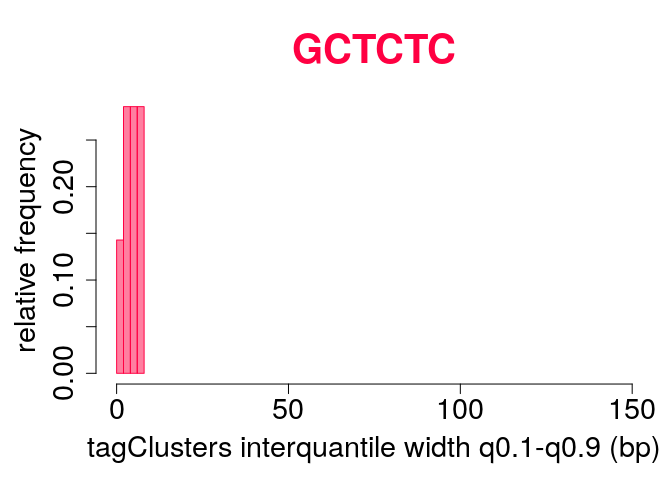 GCTCTC
relative frequency
0.20
0.10
0.00
0 50 100 150
tagClusters interquantile width q0.1-q0.9 (bp)